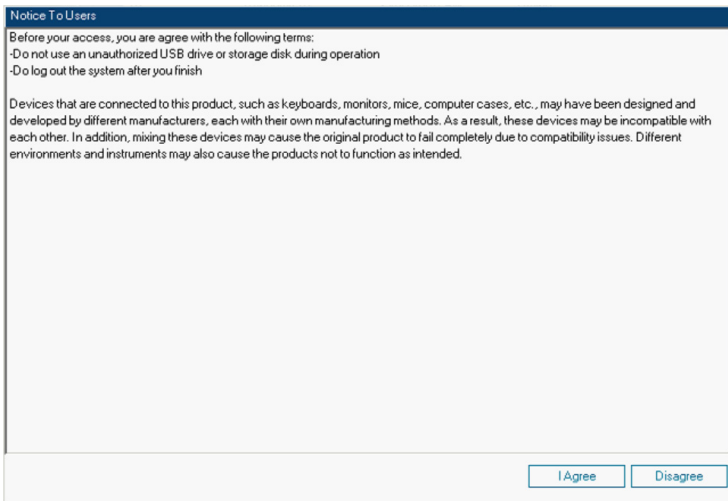 Notice To Users
Before your access, you are agree with the following terms:
-Do not use an unauthorized USB drive or storage disk during operation
-Do log out the system after you finish
Devices that are connected to this product, such as keyboards, monitors, mice, computer cases, etc., may have been designed and
developed by different manufacturers, each with their own manufacturing methods. As a result, these devices may be incompatible with
each other. In addition, mixing these devices may cause the original product to fail completely due to compatibility issues. Different
environments and instruments may also cause the products not to function as intended.
I Agree
Disagree